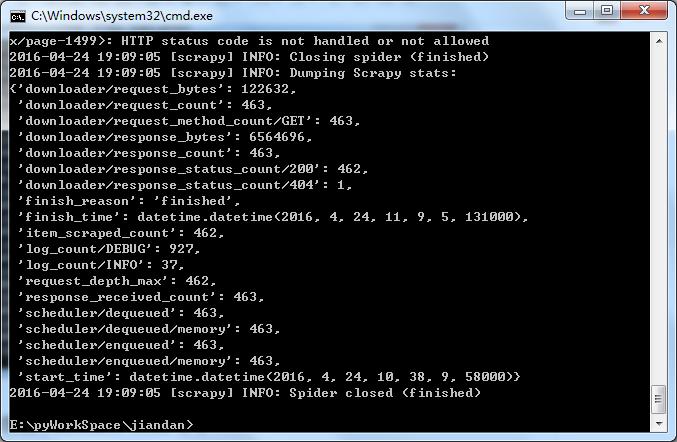 C:\Windows\system32\cmd.exe
x/page-1499>: HTTP status code is not handled or not allowed
2016-04-24 19:09:05 [scrapy] INFO: Closing spider (finished)
2016-04-24 19:09:05 [scrapy] INFO: Dumping Scrapy stats:
{'downloader/request_bytes': 122632,
 'downloader/request_count': 463,
 'downloader/request_method_count/GET': 463,
 'downloader/response_bytes': 6564696,
 'downloader/response_count': 463,
 'downloader/response_status_count/200': 462,
 'downloader/response_status_count/404': 1,
 'finish_reason': 'finished',
 'finish_time': datetime.datetime(2016, 4, 24, 11, 9, 5, 131000),
 'item_scraped_count': 462,
 'log_count/DEBUG': 927,
 'log_count/INFO': 37,
 'request_depth_max': 462,
 'response_received_count': 463,
 'scheduler/dequeued': 463,
 'scheduler/dequeued/memory': 463,
 'scheduler/enqueued': 463,
 'scheduler/enqueued/memory': 463,
 'start_time': datetime.datetime(2016, 4, 24, 10, 38, 9, 58000)}
2016-04-24 19:09:05 [scrapy] INFO: Spider closed (finished)
E:\pyWorkSpace\jiandan>